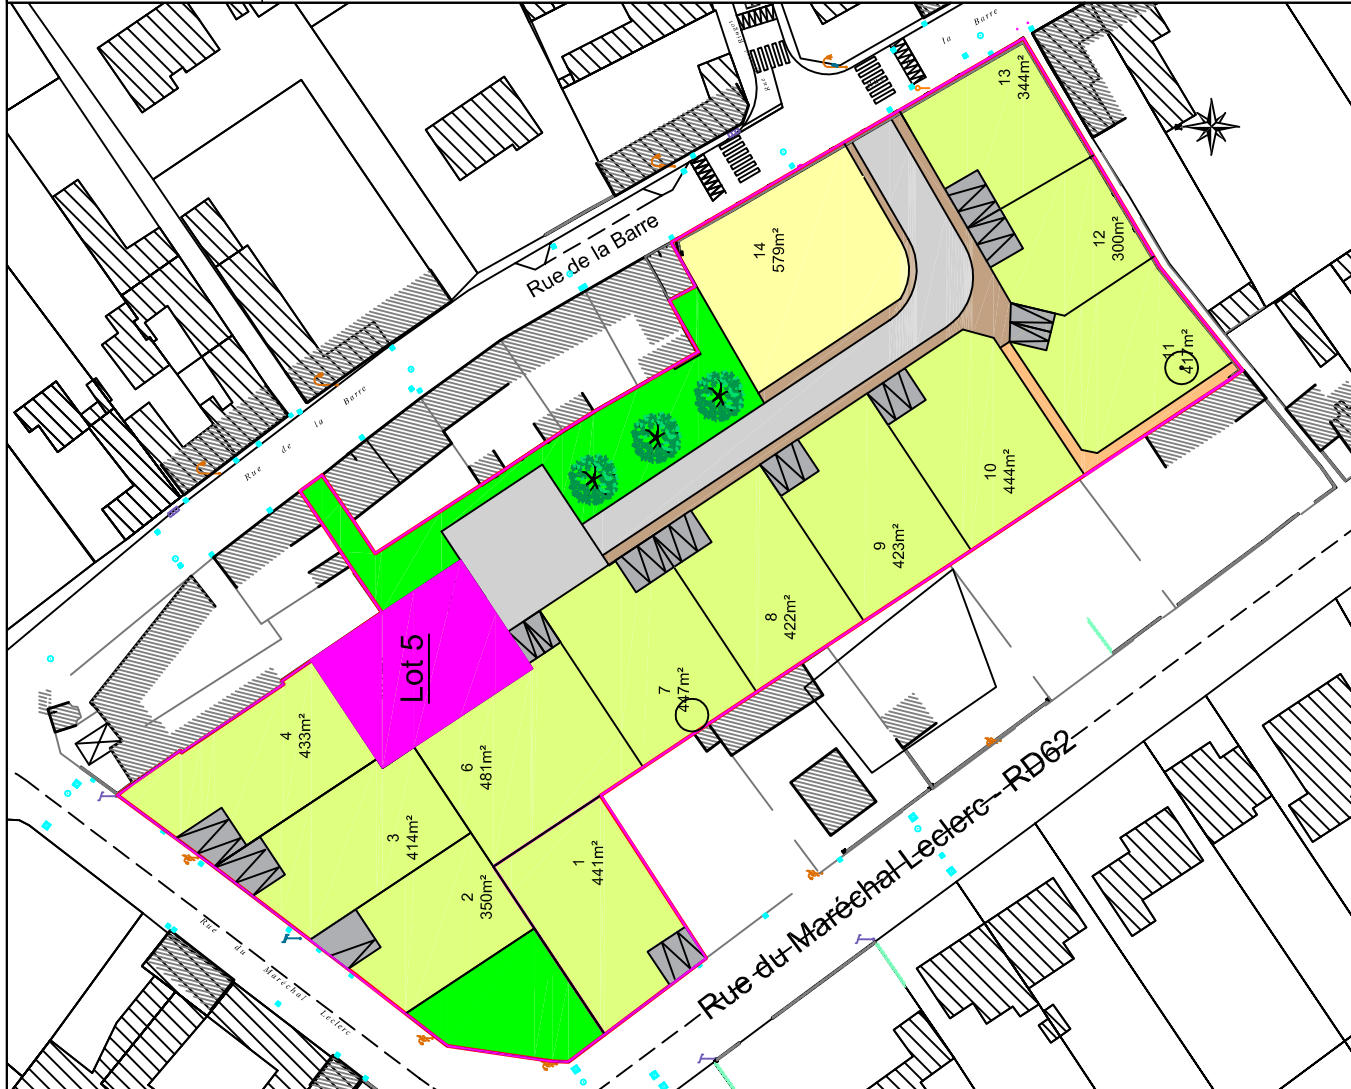 la Barre
Rue
13
344m²
Rue de la Barre
14
579m²
12
300m²
11
417m²
Rue de la Barre
10
444m²
9
423m²
8
422m²
7
447m²
Lot 5
4
433m²
6
481m²
3
414m²
1
441m²
2
350m²
Rue du Maréchal Leclerc - RD62
Rue du Maréchal Leclerc